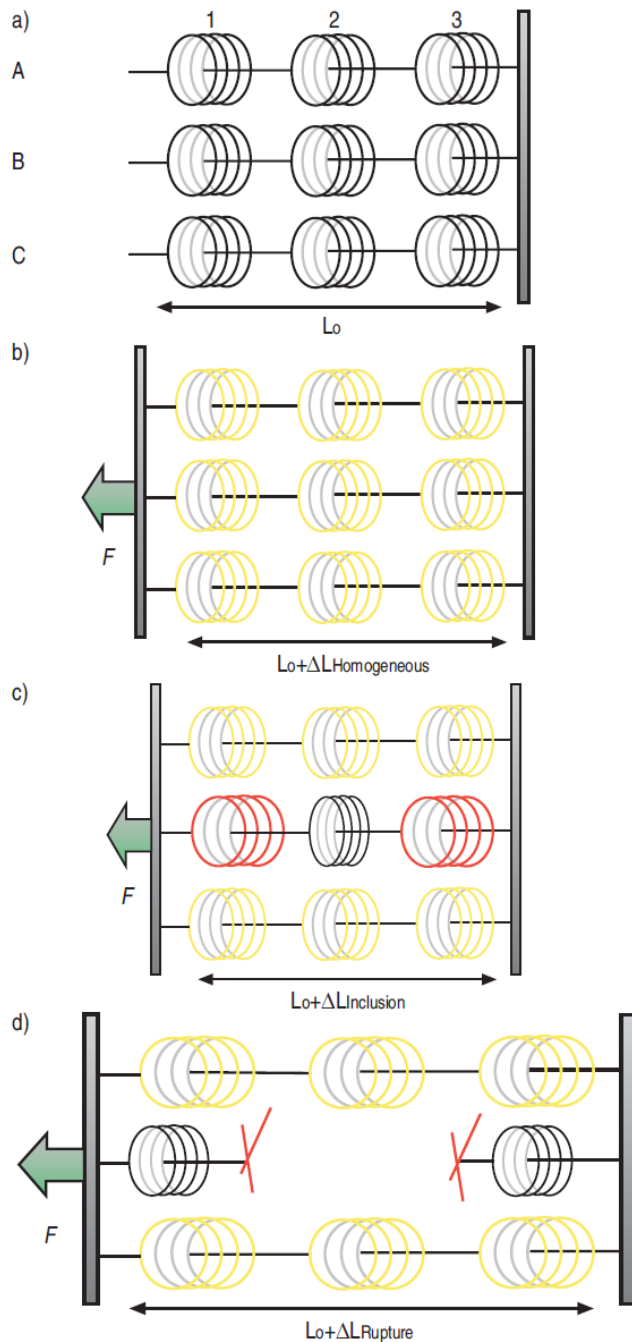 a)
1 2 3
A
B
C
Lo
b)
F
Lo+ΔLHomogeneous
c)
F
Lo+ΔLInclusion
d)
F
Lo+ΔLRupture